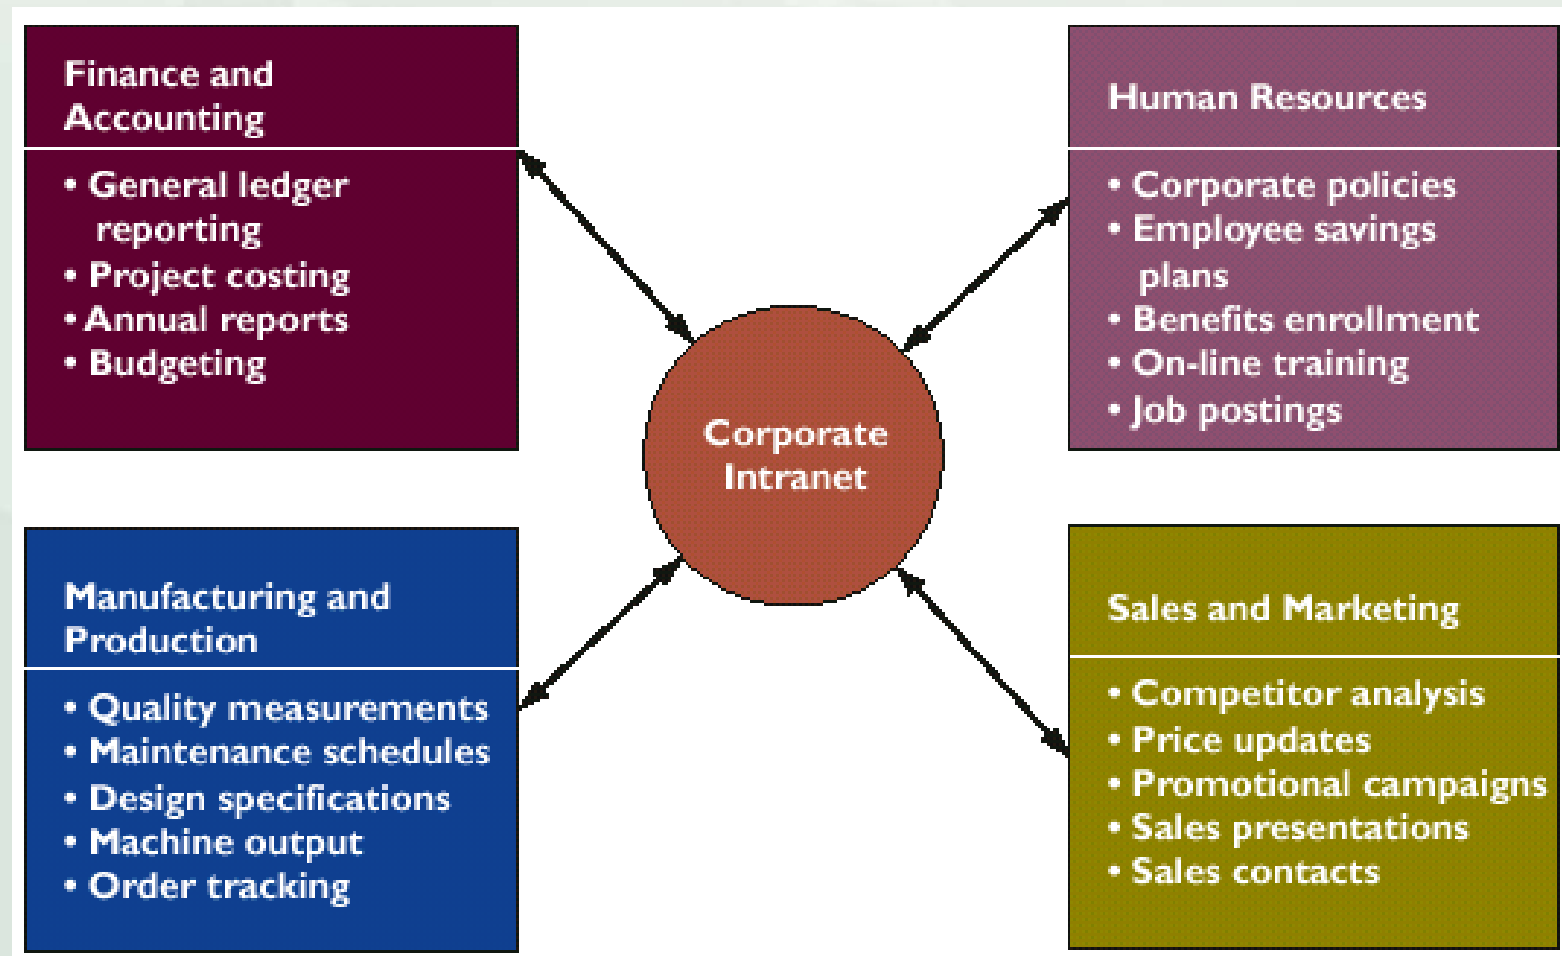 Finance and
Accounting
• General ledger
reporting
• Project costing
• Annual reports
• Budgeting
Human Resources
• Corporate policies
• Employee savings
plans
• Benefits enrollment
• On-line training
• Job postings
Corporate
Intranet
Manufacturing and
Production
• Quality measurements
• Maintenance schedules
• Design specifications
• Machine output
• Order tracking
Sales and Marketing
• Competitor analysis
• Price updates
• Promotional campaigns
• Sales presentations
• Sales contacts